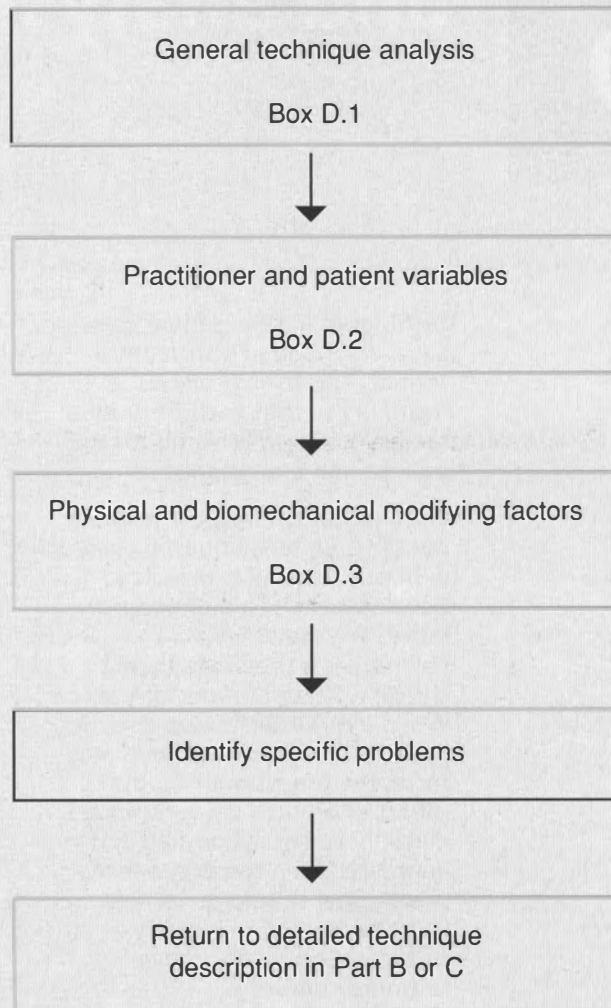 General technique analysis
Box D.1
Practitioner and patient variables
Box D.2
Physical and biomechanical modifying factors
Box D.3
Identify specific problems
Return to detailed technique
description in Part B or C